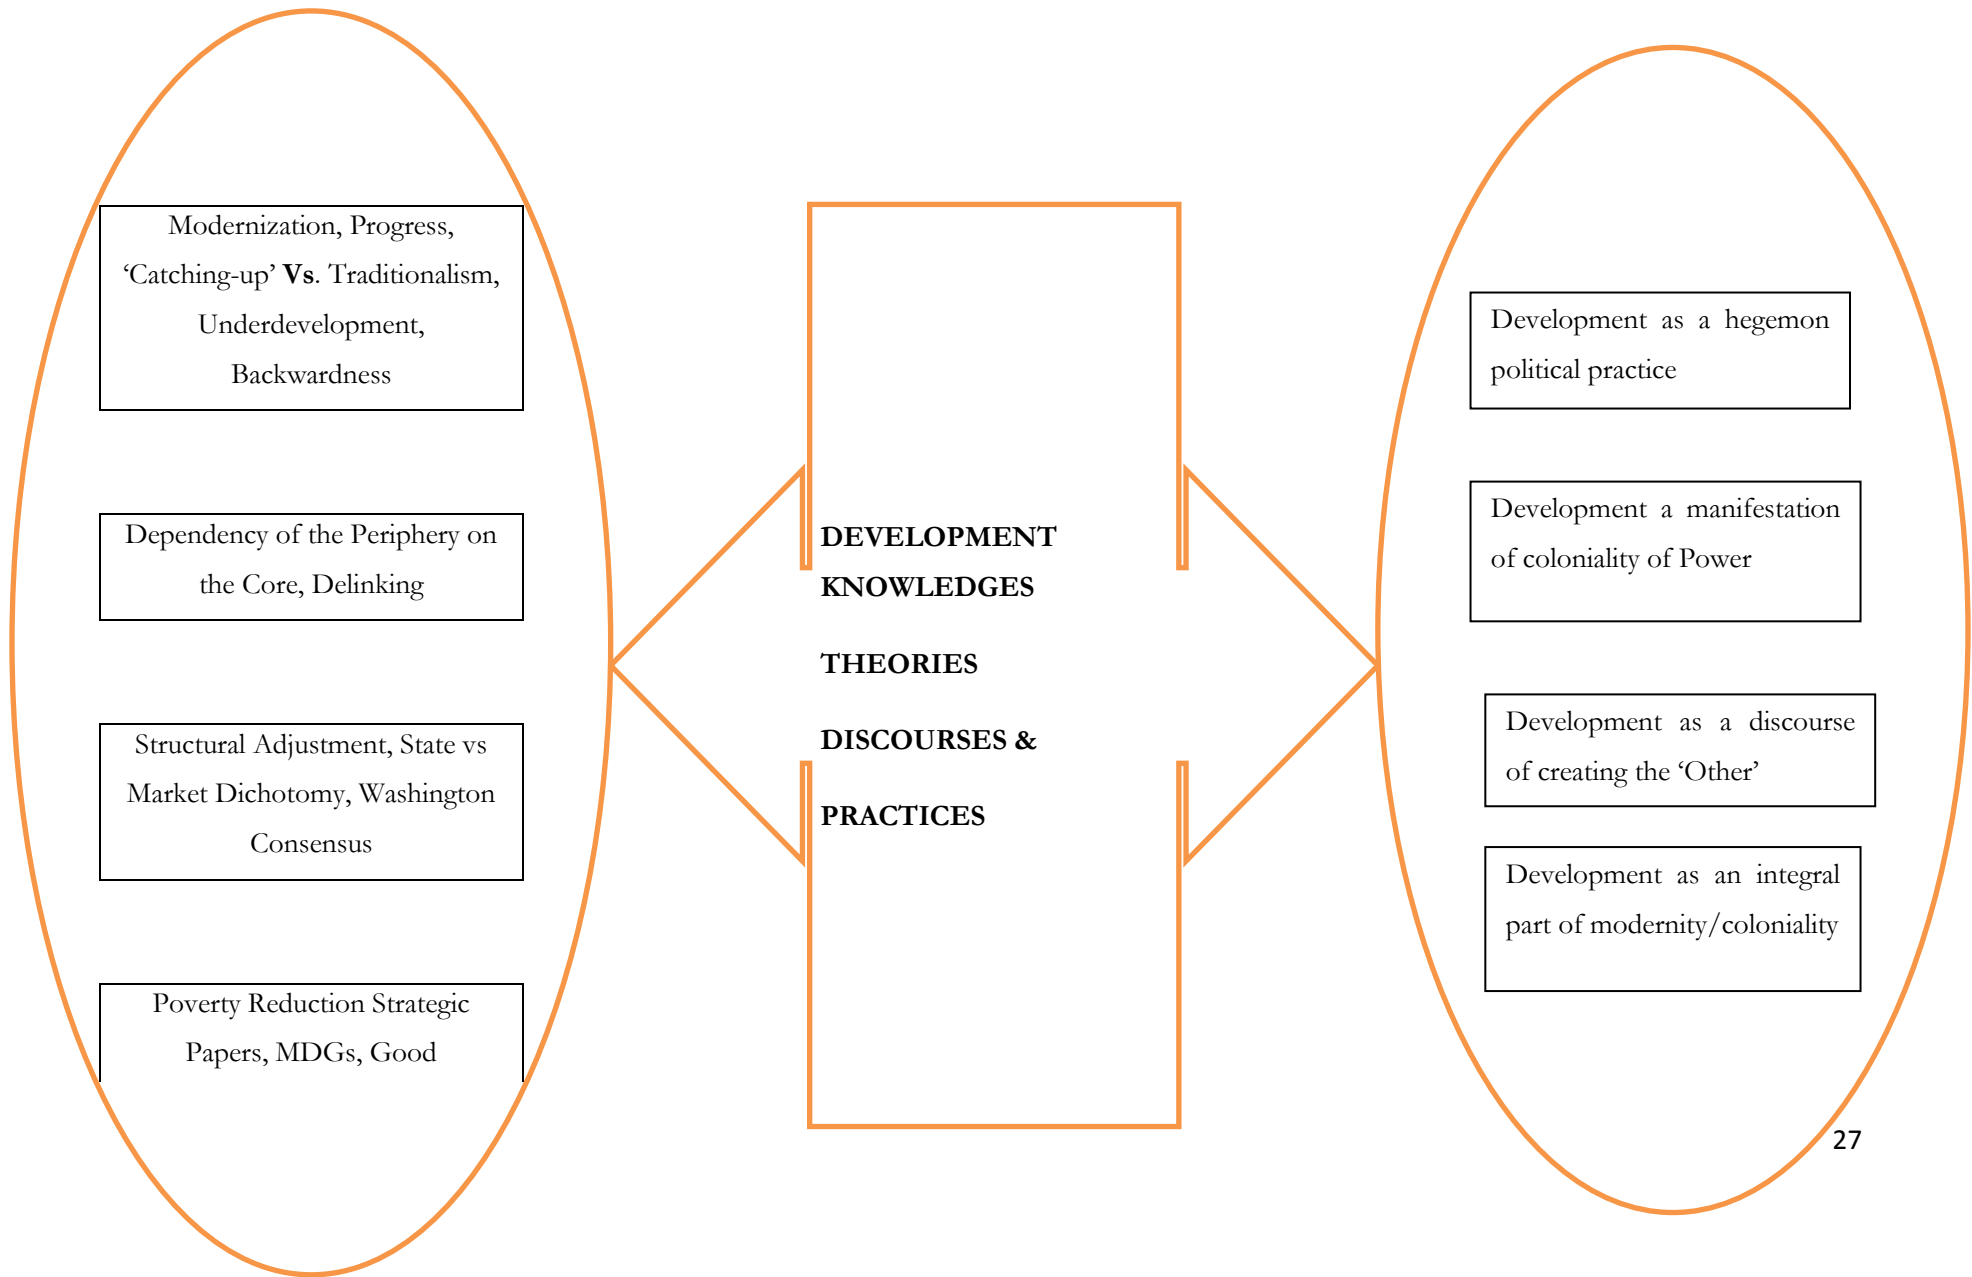 Modernization, Progress,
‘Catching-up’ Vs. Traditionalism,
Underdevelopment,
Backwardness
Dependency of the Periphery on
the Core, Delinking
Structural Adjustment, State vs
Market Dichotomy, Washington
Consensus
Poverty Reduction Strategic
Papers, MDGs, Good
DEVELOPMENT
KNOWLEDGES
THEORIES
DISCOURSES &
PRACTICES
Development as a hegemon
political practice
Development a manifestation
of coloniality of Power
Development as a discourse
of creating the ‘Other’
Development as an integral
part of modernity/coloniality
27